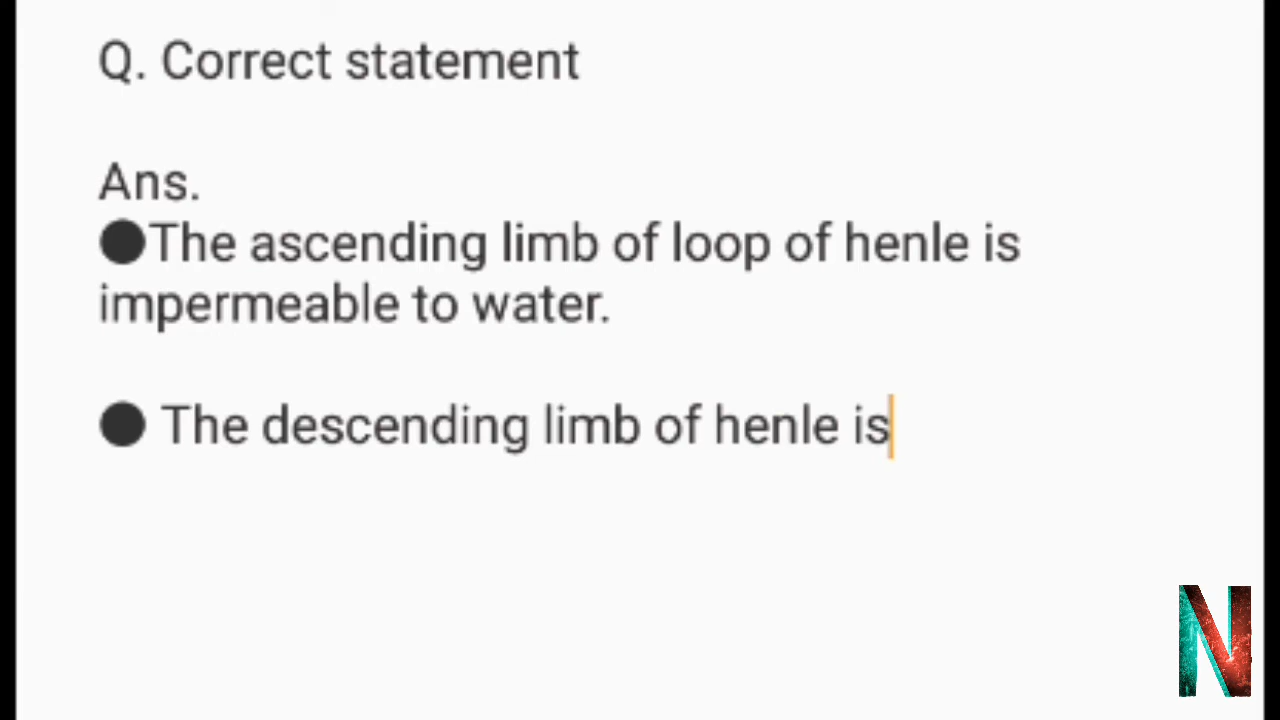 Q. Correct statement
Ans.
●The ascending limb of loop of henle is
impermeable to water.
● The descending limb of henle is
N